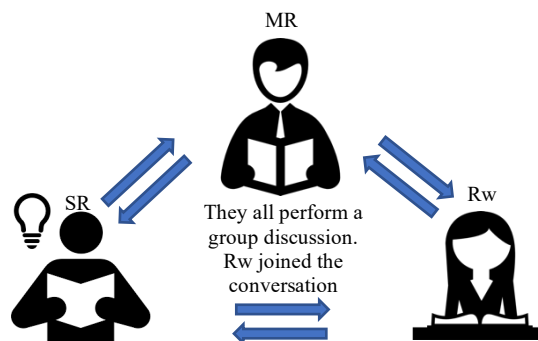 MR
SR
Rw
They all perform a
group discussion.
Rw joined the
conversation